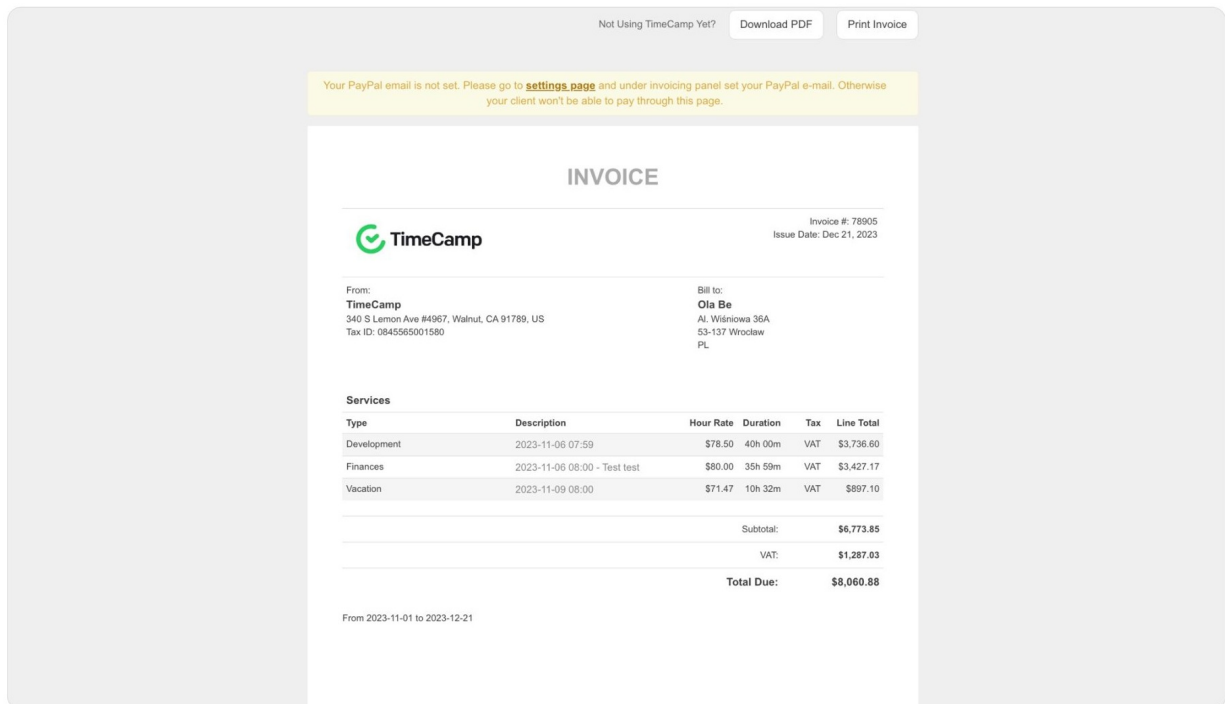 Not Using TimeCamp Yet? Download PDF Print Invoice
Your PayPal email is not set. Please go to settings page and under invoicing panel set your PayPal e-mail. Otherwise
your client won't be able to pay through this page.
INVOICE
TimeCamp
Invoice #: 78905
Issue Date: Dec 21, 2023
From:
TimeCamp
340 S Lemon Ave #4967, Walnut, CA 91789, US
Tax ID: 0845565001580
Bill to:
Ola Be
Al. Wiśniowa 36A
53-137 Wrocław
PL
Services
Type Description Hour Rate Duration Tax Line Total
Development 2023-11-06 07:59 $78.50 40h 00m VAT $3,736.60
Finances 2023-11-06 08:00 - Test test $80.00 35h 59m VAT $3,427.17
Vacation 2023-11-09 08:00 $71.47 10h 32m VAT $897.10
Subtotal: $6,773.85
VAT: $1,287.03
Total Due: $8,060.88
From 2023-11-01 to 2023-12-21